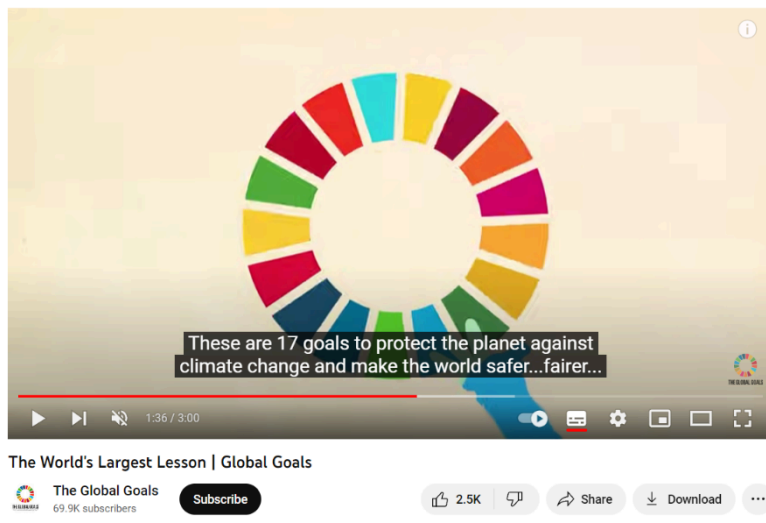 These are 17 goals to protect the planet against
climate change and make the world safer...fairer...
THE GLOBAL GOALS
1:36 / 3:00
The World's Largest Lesson | Global Goals
The Global Goals
69.9K subscribers
Subscribe
2.5K
Share
Download